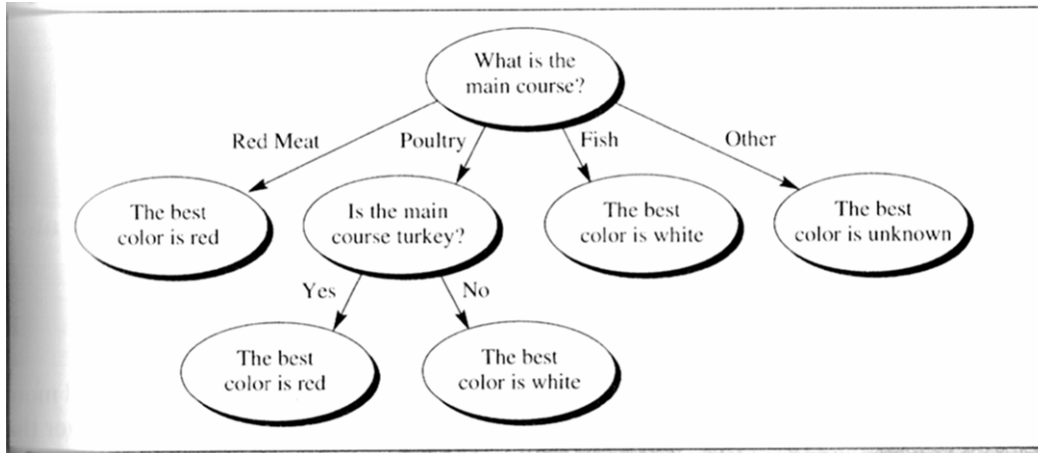 What is the
main course?
Red Meat
Poultry
Fish
Other
The best
color is red
Is the main
course turkey?
The best
color is white
The best
color is unknown
Yes
No
The best
color is red
The best
color is white